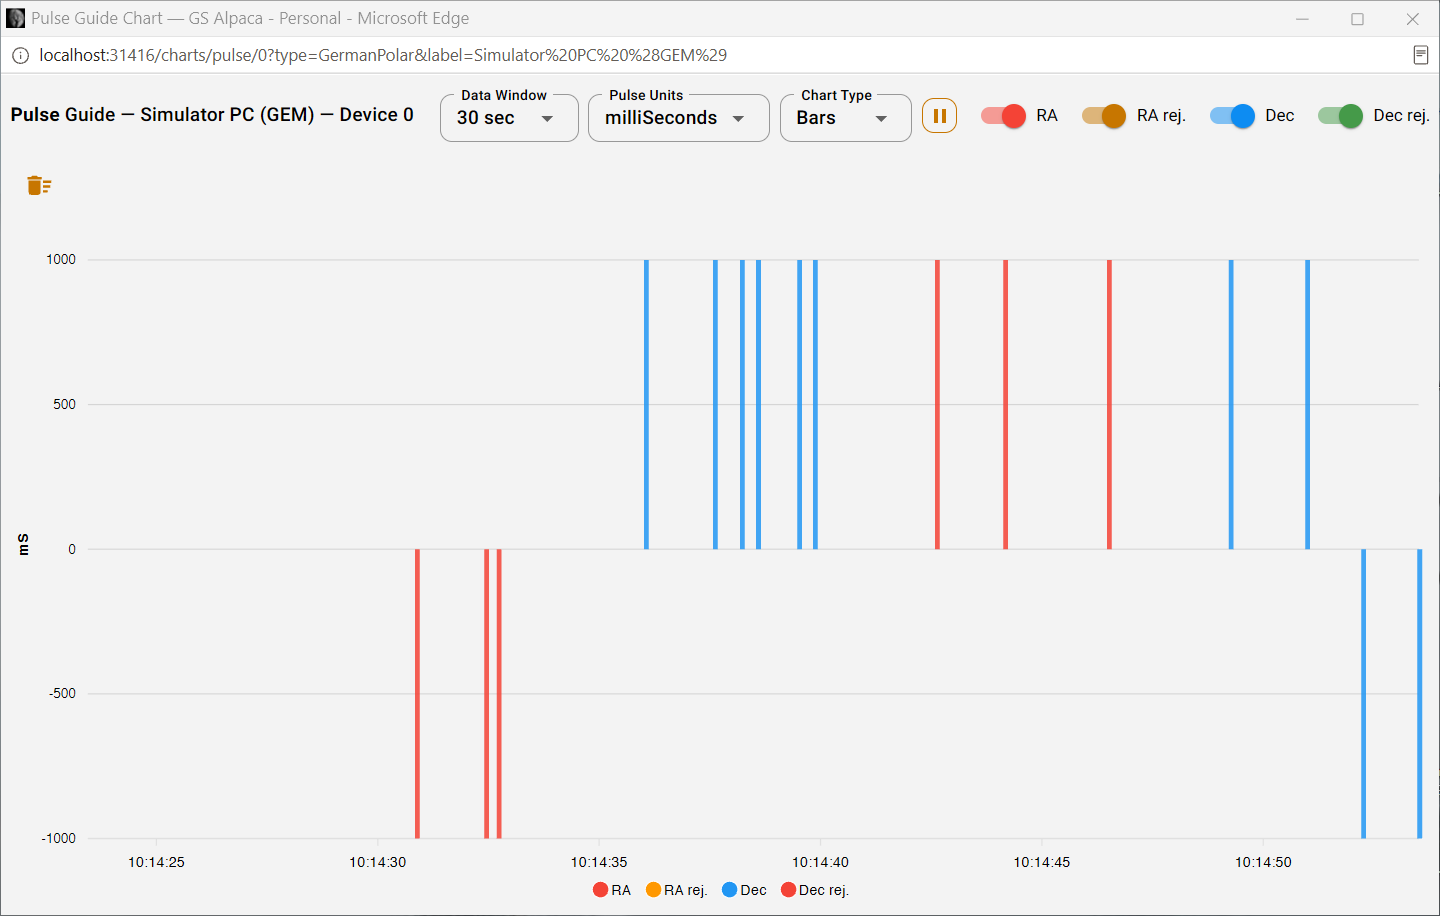 Pulse Guide Chart — GS Alpaca - Personal - Microsoft Edge
localhost:31416/charts/pulse/0?type=GermanPolar&label=Simulator%20PC%20%28GEM%29
Pulse Guide — Simulator PC (GEM) — Device 0
Data Window
30 sec
Pulse Units
milliSeconds
Chart Type
Bars
RA
RA rej.
Dec
Dec rej.
1000
500
mS
0
-500
-1000
10:14:25 10:14:30 10:14:35 10:14:40 10:14:45 10:14:50
RA RA rej. Dec Dec rej.